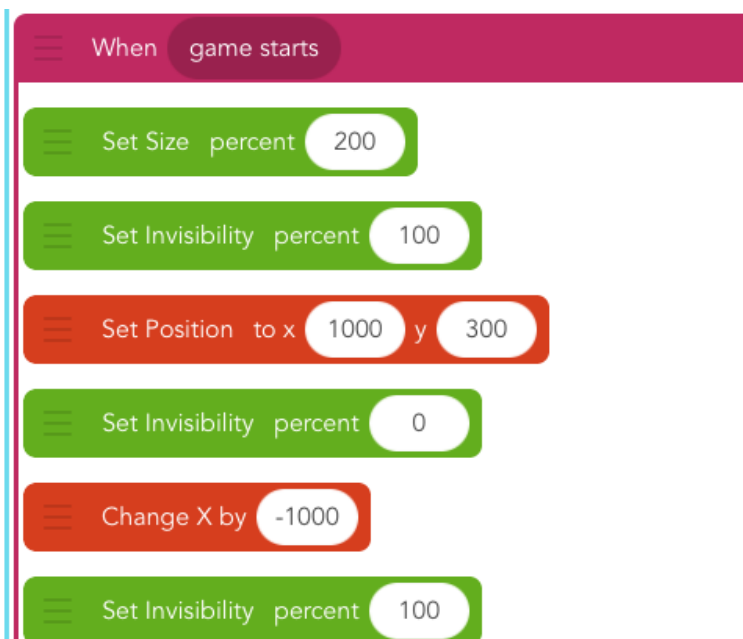 When game starts
Set Size percent 200
Set Invisibility percent 100
Set Position to x 1000 y 300
Set Invisibility percent 0
Change X by -1000
Set Invisibility percent 100